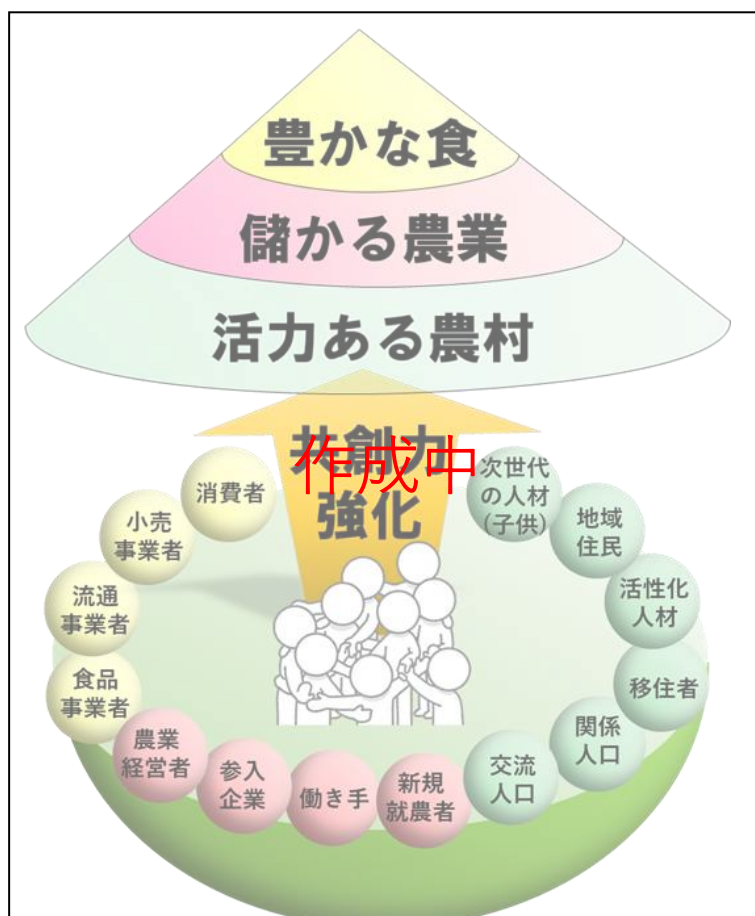 豊かな食
儲かる農業
活力ある農村
共創力
強化
作成中
消費者
小売
事業者
流通
事業者
食品
事業者
農業
経営者
参入
企業
働き手
新規
就農者
交流
人口
関係
人口
移住者
活性化
人材
地域
住民
次世代
の人材
(子供)